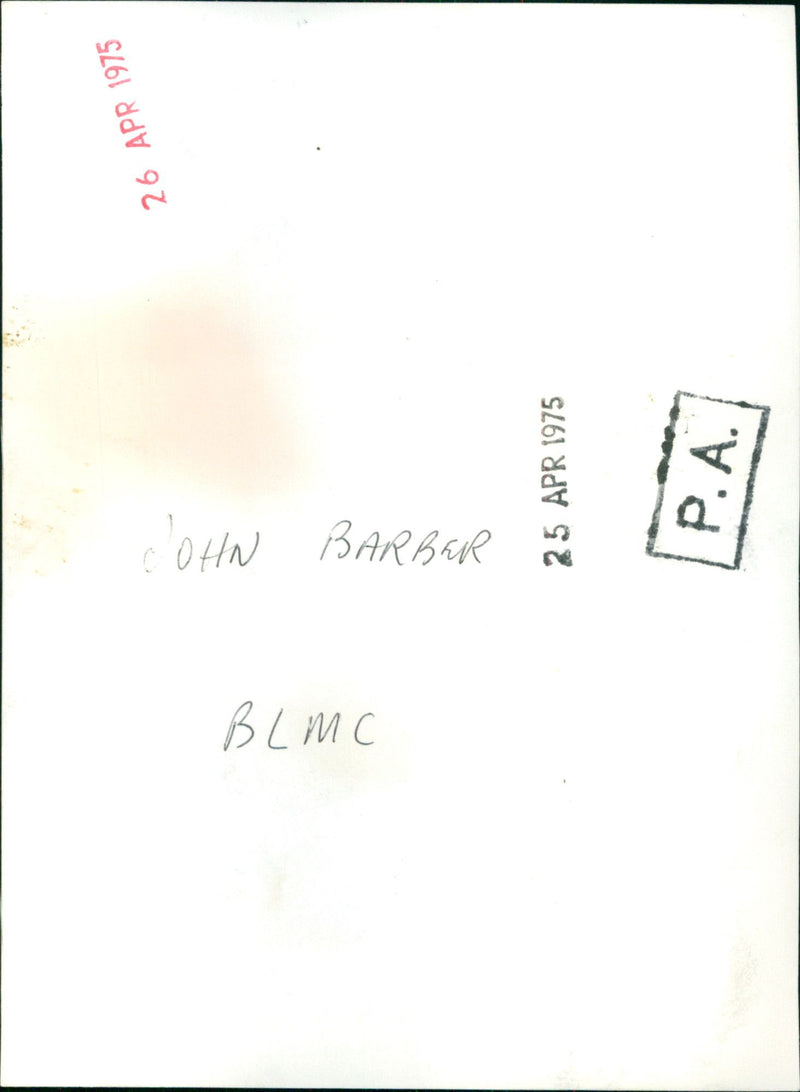 26 APR 1975
25 APR 1975
P.A.
JOHN BARBER
BLMC